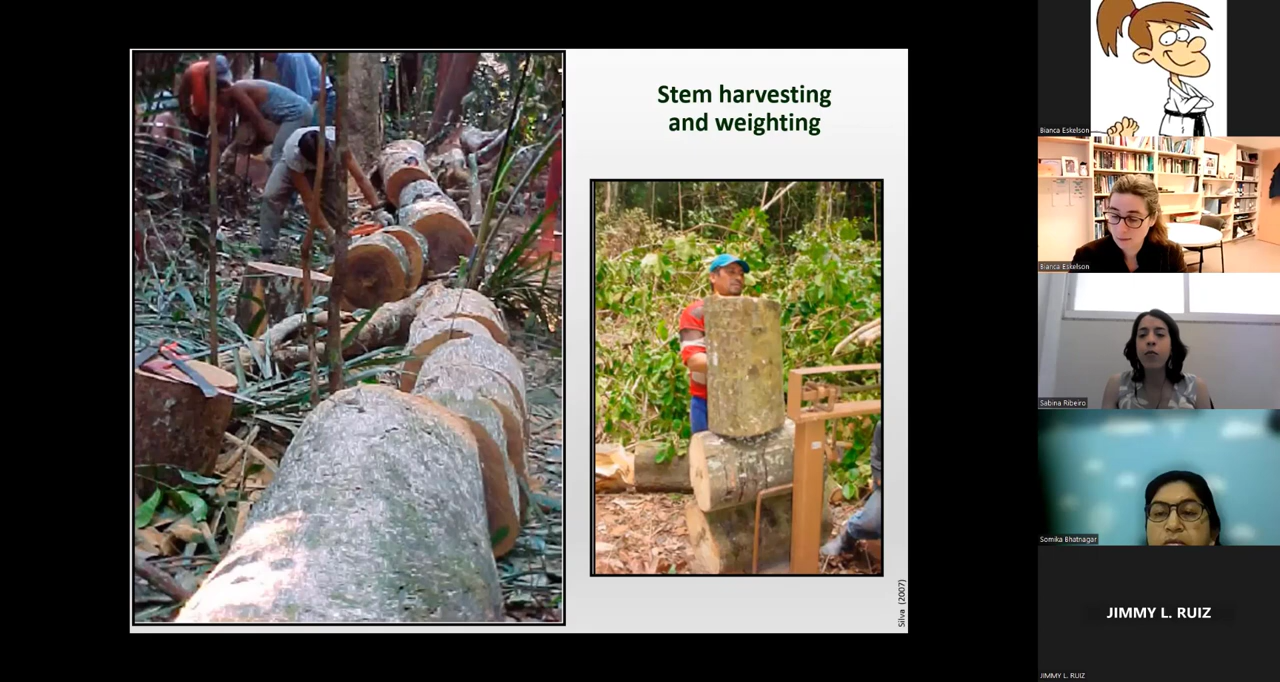 Stem harvesting
and weighting
Silva (2007)
Bianca Eskelson
Bianca Eskelson
Sabina Ribeiro
Somika Bhatnagar
JIMMY L. RUIZ
JIMMY L. RUIZ